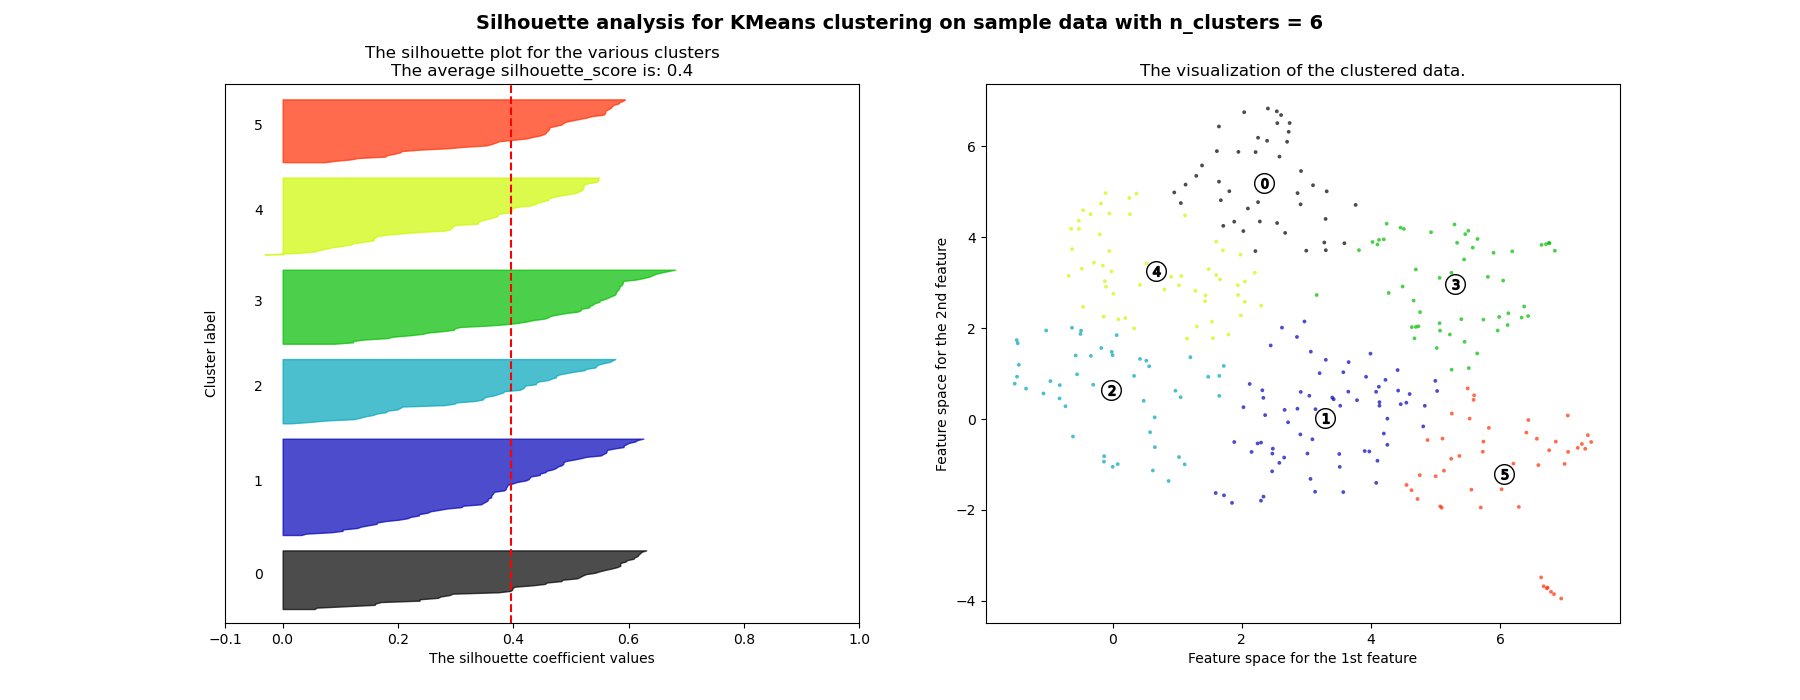 Silhouette analysis for KMeans clustering on sample data with n_clusters = 6
The silhouette plot for the various clusters
The average silhouette_score is: 0.4
5
4
3
2
1
0
Cluster label
−0.1 0.0 0.2 0.4 0.6 0.8 1.0
The silhouette coefficient values
The visualization of the clustered data.
6
4
2
0
−2
−4
Feature space for the 2nd feature
0
4
3
2
1
5
0 2 4 6
Feature space for the 1st feature